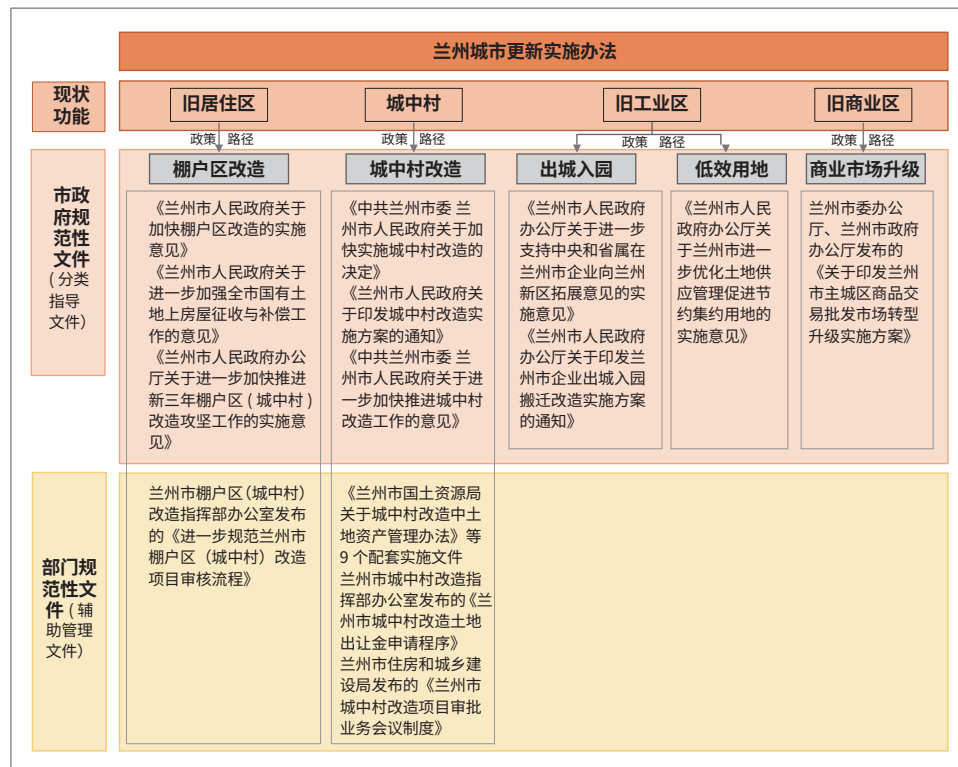 兰州城市更新实施办法
现状
功能
旧居住区
城中村
旧工业区
旧商业区
政策 路径
政策 路径
政策 路径
政策 路径
市政
府规
范性
文件
(分类
指导
文件）
棚户区改造
城中村改造
出城入园
低效用地
商业市场升级
《兰州市人民政府关于
加快棚户区改造的实施
意见》
《兰州市人民政府关于
进一步加强全市国有土
地上房屋征收与补偿工
作的意见》
《兰州市人民政府办公
厅关于进一步加快推进
新三年棚户区 ( 城中村 )
改造攻坚工作的实施意
见》
《中共兰州市委 兰
州市人民政府关于加
快实施城中村改造的
决定》
《兰州市人民政府关
于印发城中村改造实
施方案的通知》
《中共兰州市委 兰
州市人民政府关于进
一步加快推进城中村
改造工作的意见》
《兰州市人民政府
办公厅关于进一步
支持中央和省属在
兰州市企业向兰州
新区拓展意见的实
施意见》
《兰州市人民政府
办公厅关于印发兰
州市企业出城入园
搬迁改造实施方案
的通知》
《兰州市人民
政府办公厅关
于兰州市进一
步优化土地供
应管理促进节
约集约用地的
实施意见》
兰州市委办公
厅、兰州市政府
办公厅发布的
《关于印发兰州
市主城区商品交
易批发市场转型
升级实施方案》
部门规
范性文
件 ( 辅
助管理
文件）
兰州市棚户区（城中村）
改造指挥部办公室发布
的《进一步规范兰州市
棚户区（城中村）改造
项目审核流程》
《兰州市国土资源局
关于城中村改造中土
地资产管理办法》等
9 个配套实施文件
兰州市城中村改造指
挥部办公室发布的《兰
州市城中村改造土地
出让金申请程序》
兰州市住房和城乡建
设局发布的《兰州市
城中村改造项目审批
业务会议制度》